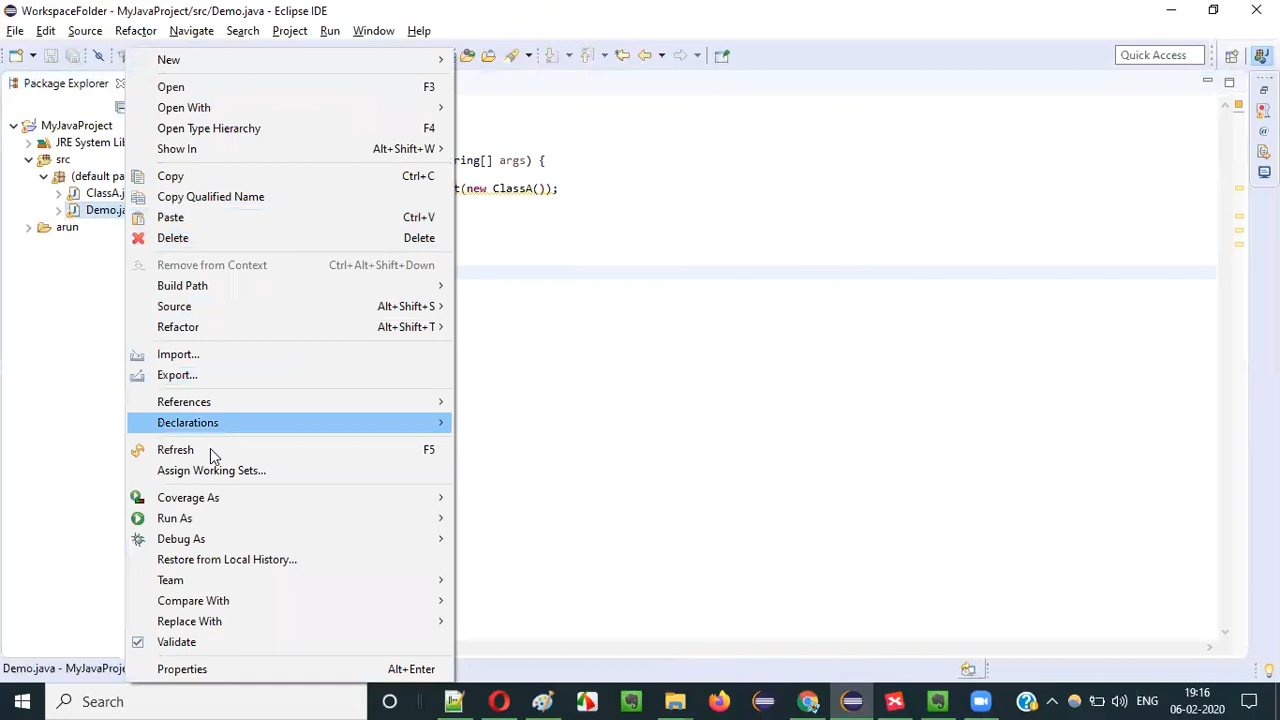 WorkspaceFolder - MyJavaProject/src/Demo.java - Eclipse IDE
File Edit Source Refactor Navigate Search Project Run Window Help
Quick Access
Package Explorer
MyJavaProject
JRE System Lib
src
(default pa
ClassA.j
Demo.ja
arun
New
Open F3
Open With
Open Type Hierarchy F4
Show In Alt+Shift+W
Copy Ctrl+C
Copy Qualified Name
Paste Ctrl+V
Delete Delete
Remove from Context Ctrl+Alt+Shift+Down
Build Path
Source Alt+Shift+S
Refactor Alt+Shift+T
Import...
Export...
References
Declarations
Refresh F5
Assign Working Sets...
Coverage As
Run As
Debug As
Restore from Local History...
Team
Compare With
Replace With
Validate
Properties Alt+Enter
ring[] args) {
t(new ClassA());
Demo.java - MyJavaProje
Search
ENG
19:16
06-02-2020